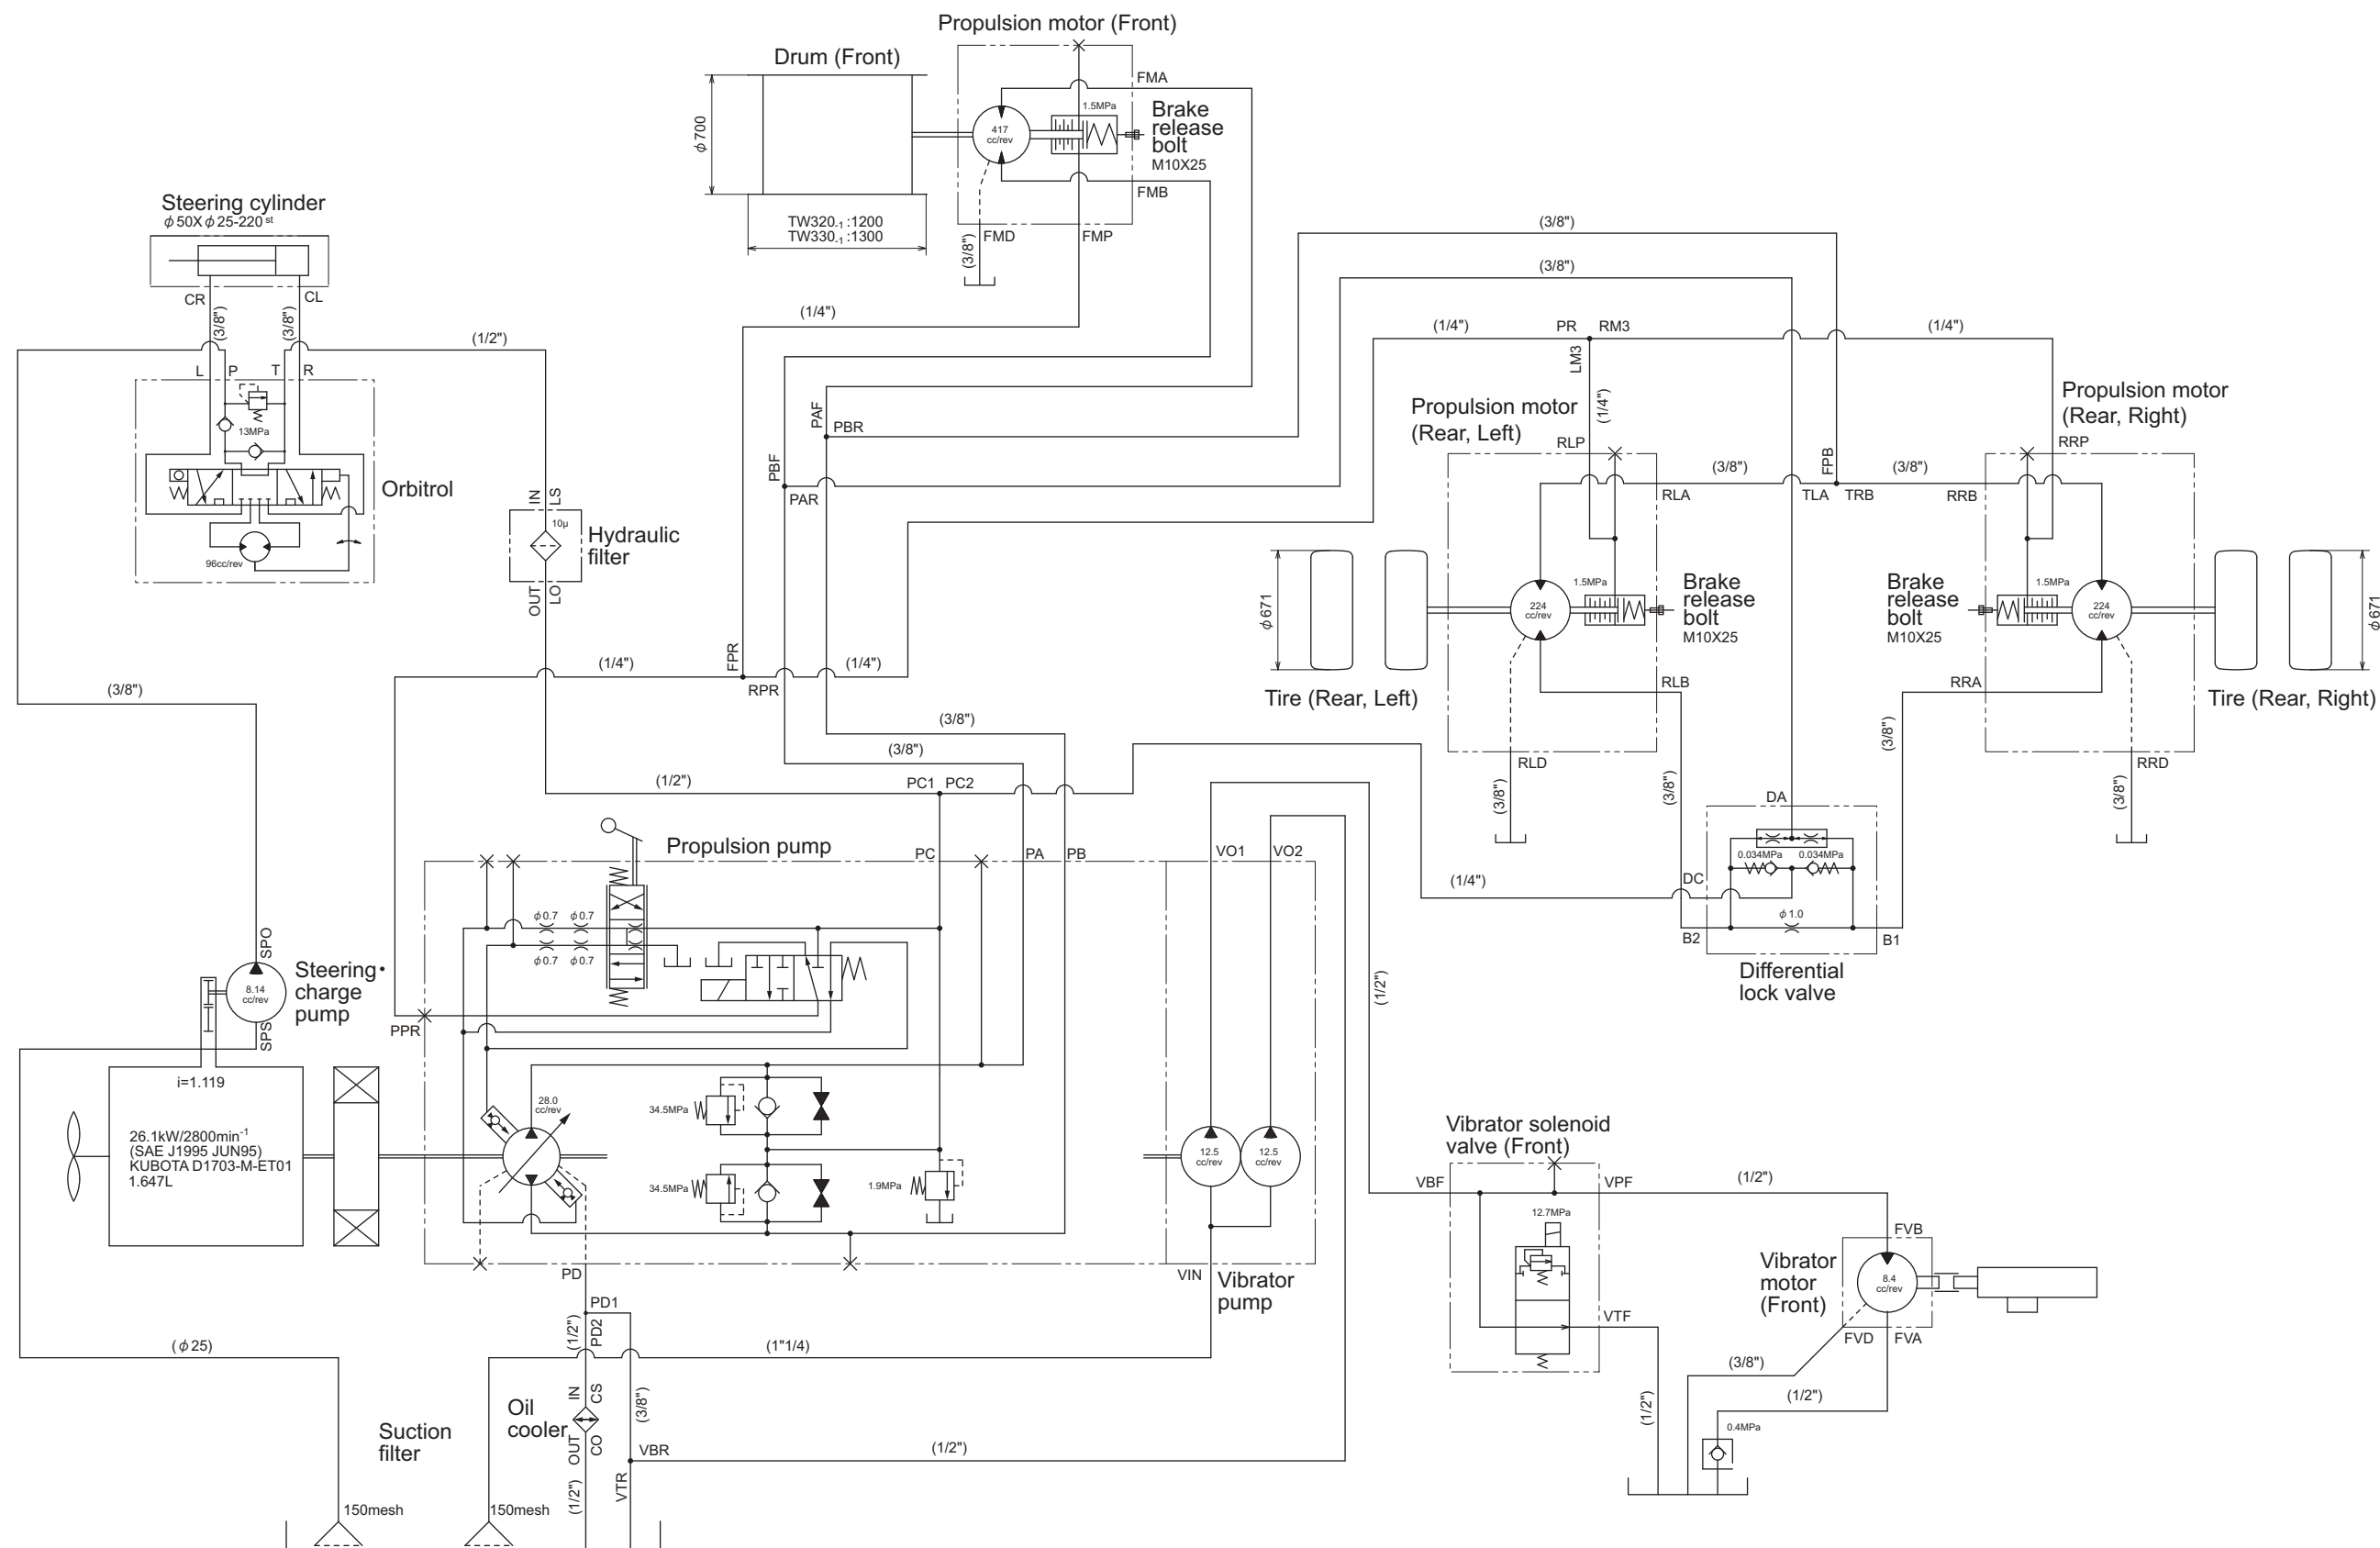 Propulsion motor (Front)
Drum (Front)
FMA
1.5MPa
417
cc/rev
Brake
release
bolt
M10X25
φ700
FMB
TW320-1 :1200
TW330-1 :1300
(3/8")
FMD
FMP
Steering cylinder
φ50Xφ25-220st
CR
CL
(3/8")
(3/8")
(1/2")
L
P
T
R
13MPa
Orbitrol
96cc/rev
IN
LS
10μ
Hydraulic
filter
OUT
LO
(3/8")
(1/4")
(3/8")
(3/8")
(1/4")
PR
RM3
(1/4")
LM3
(1/4")
PAF
PBR
PBF
PAR
Propulsion motor
(Rear, Left)
RLP
Propulsion motor
(Rear, Right)
RRP
RLA
(3/8")
FPB
(3/8")
TLA
TRB
RRB
φ671
224
cc/rev
1.5MPa
Brake
release
bolt
M10X25
Brake
release
bolt
M10X25
1.5MPa
224
cc/rev
φ671
Tire (Rear, Left)
RLB
RRA
Tire (Rear, Right)
RLD
(3/8")
(3/8")
(3/8")
RRD
(3/8")
(1/4")
FPR
RPR
(1/4")
(3/8")
(3/8")
(1/2")
PC1
PC2
DA
0.034MPa
0.034MPa
DC
(1/4")
φ1.0
B2
B1
Differential
lock valve
Propulsion pump
PC
PA
PB
VO1
VO2
φ0.7
φ0.7
φ0.7
φ0.7
PPR
SPO
8.14
cc/rev
Steering·
charge
pump
SPS
i=1.119
26.1kW/2800min-1
(SAE J1995 JUN95)
KUBOTA D1703-M-ET01
1.647L
28.0
cc/rev
34.5MPa
34.5MPa
1.9MPa
12.5
cc/rev
12.5
cc/rev
(1/2")
PD
VIN
Vibrator
pump
Vibrator solenoid
valve (Front)
VBF
VPF
(1/2")
12.7MPa
VTF
FVB
Vibrator
motor
(Front)
8.4
cc/rev
FVD
FVA
(3/8")
(1/2")
(1/2")
0.4MPa
PD1
(1/2")
PD2
(φ25)
(1"1/4)
IN
CS
Oil
cooler
OUT
CO
(3/8")
Suction
filter
VBR
(1/2")
VTR
(1/2")
150mesh
150mesh